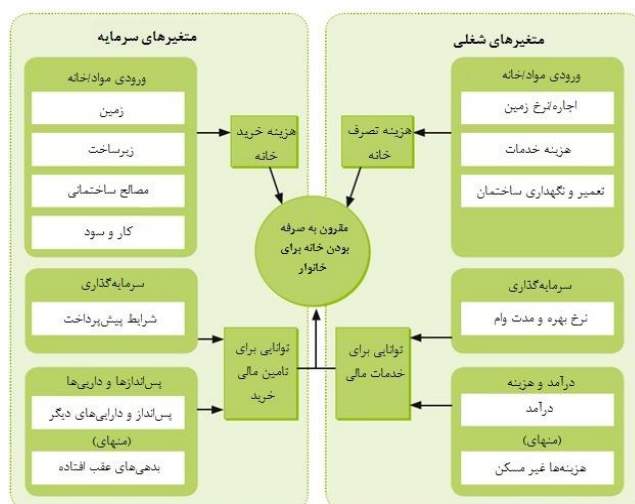 متغیرهای شغلی
ورودی مواد/خانه
اجاره/نرخ زمین
هزینه خدمات
تعمیر و نگهداری ساختمان
هزینه تصرف
خانه
سرمایه‌گذاری
نرخ بهره و مدت وام
درآمد و هزینه
درآمد
(منهای)
هزینه‌ها غیر مسکن
توانایی برای
خدمات مالی
مقرون به صرفه
بودن خانه برای
خانوار
متغیرهای سرمایه
ورودی مواد/خانه
زمین
زیرساخت
مصالح ساختمانی
کار و سود
هزینه خرید
خانه
سرمایه‌گذاری
شرایط پیش‌پرداخت
پس‌اندازها و داریی‌ها
پس‌انداز و دارایی‌های دیگر
(منهای)
بدهی‌های عقب افتاده
توانایی برای
تامین مالی
خرید